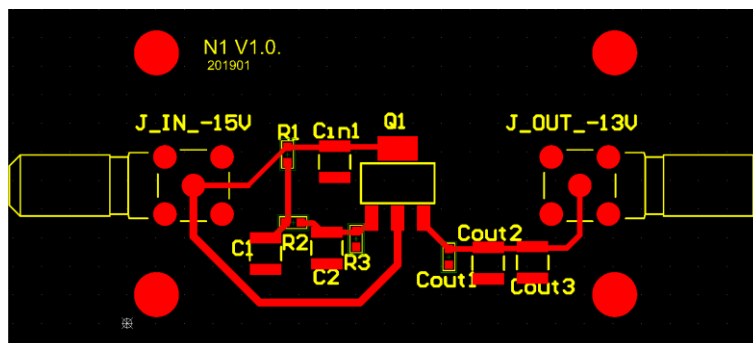 N1 V1.0.
201901
J_IN_-15V
R1
Cin1
Q1
J_OUT_-13V
C1
R2
C2
R3
Cout2
Cout1
Cout3